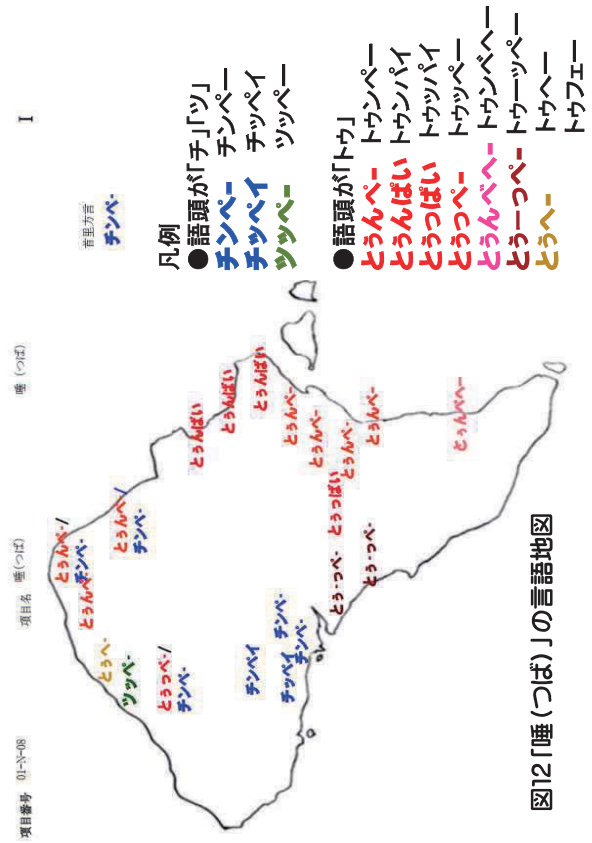 項目番号 01-N-08 項目名 唾(つば) 唾 (つば) I
首里方言
チンペ-
凡例
●語頭が「チ」「ツ」
チンペー チンペー
チッペイ チッペイ
ツッペー ツッペー
●語頭が「トゥ」
とぅんぺー トゥンペー
とぅんぱい トゥンパイ
とぅっぱい トゥッパイ
とぅっぺー トゥッペー
とぅんべへー トゥンベヘー
とぅーっぺー トゥーッペー
とぅへー トゥヘー
トゥフェー
とぅんぺ-/
チンペ-
とぅんぺ-
とぅへ-
ツッペ-
とぅんぺ-/
チンペ-
とぅっぺ-/
チンペ-
とぅんぱい
とぅんぱい
とぅんぱい
チンペイ
チッペイ
チンペ-
チンペ-
とぅんぺ-
とぅんぺ-
とぅっぱい
とぅんぺ-
とぅんぺ-
とぅ-っぺ-
とぅ-っぺ-
とぅんべへー
図12「唾（つば）」の言語地図